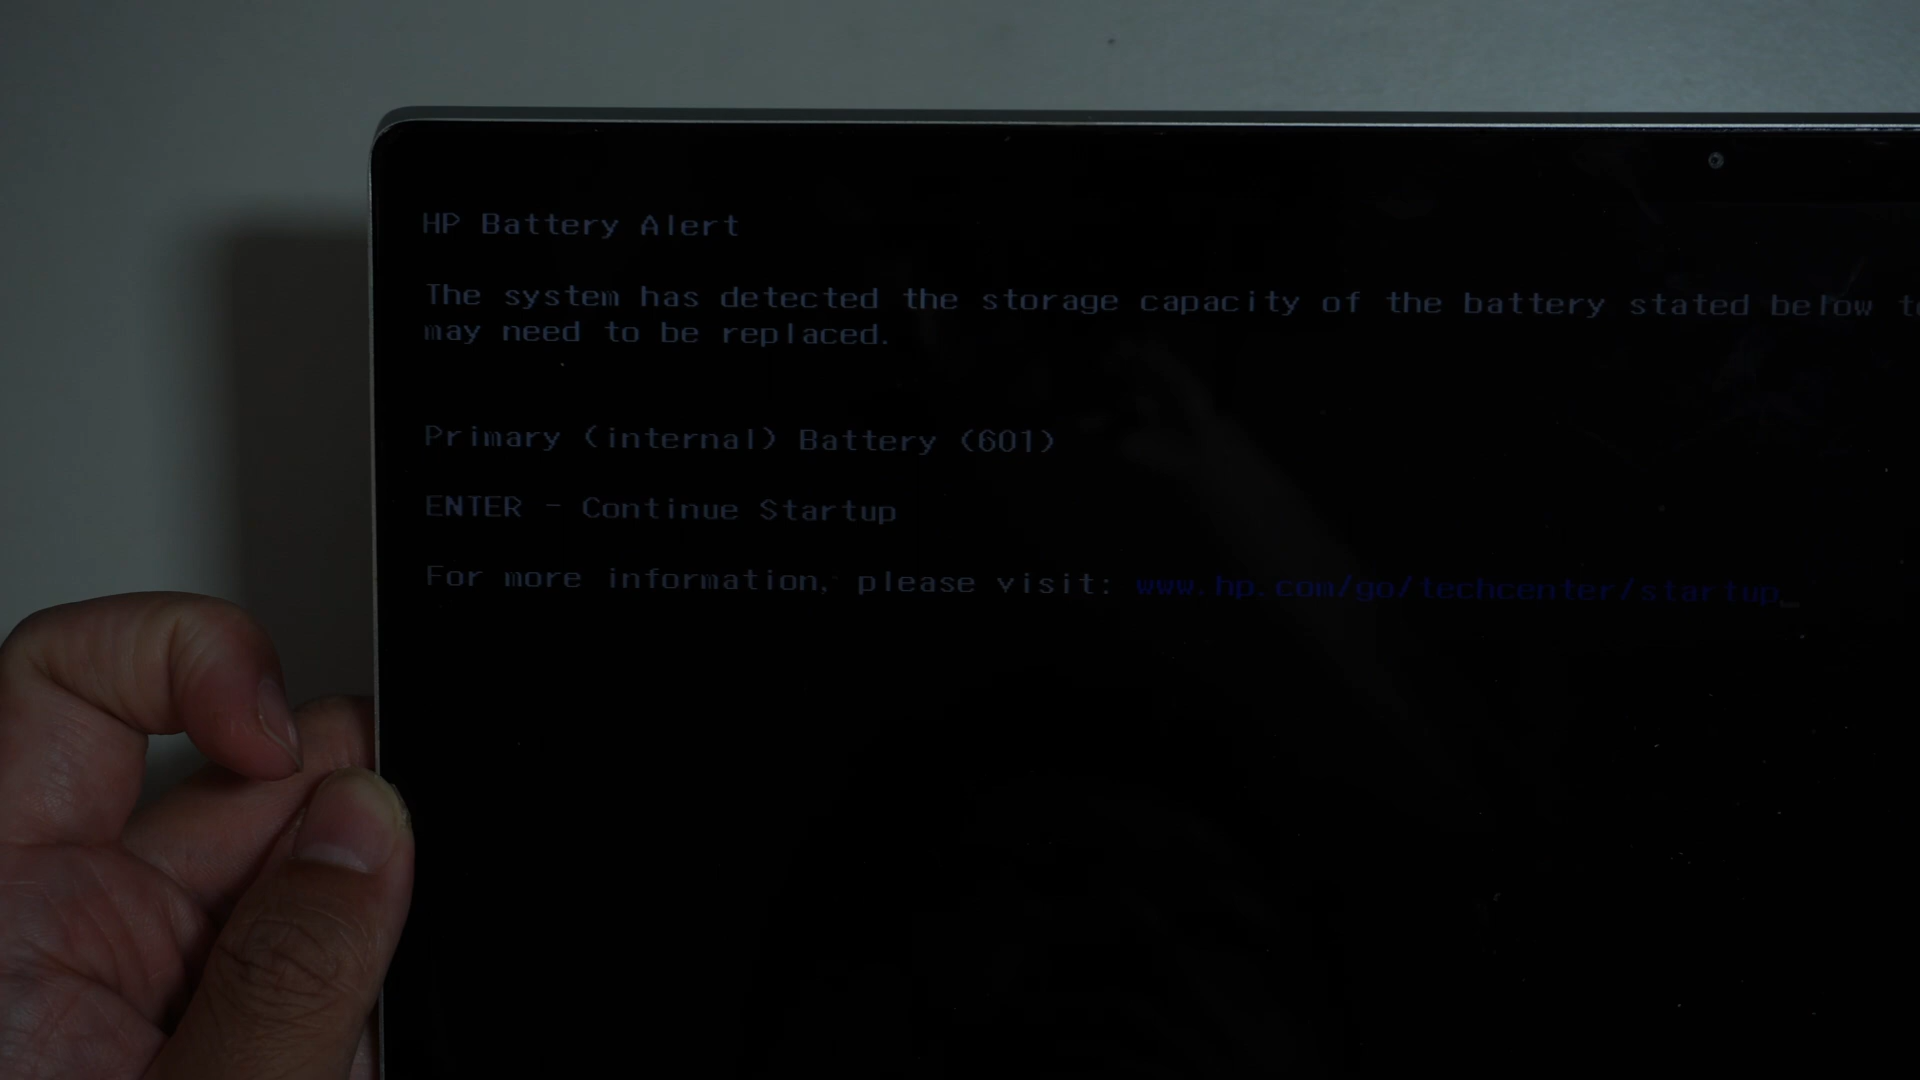 HP Battery Alert
The system has detected the storage capacity of the battery stated below
may need to be replaced.
Primary (internal) Battery (601)
ENTER - Continue Startup
For more information, please visit: www.hp.com/go/techcenter/startup